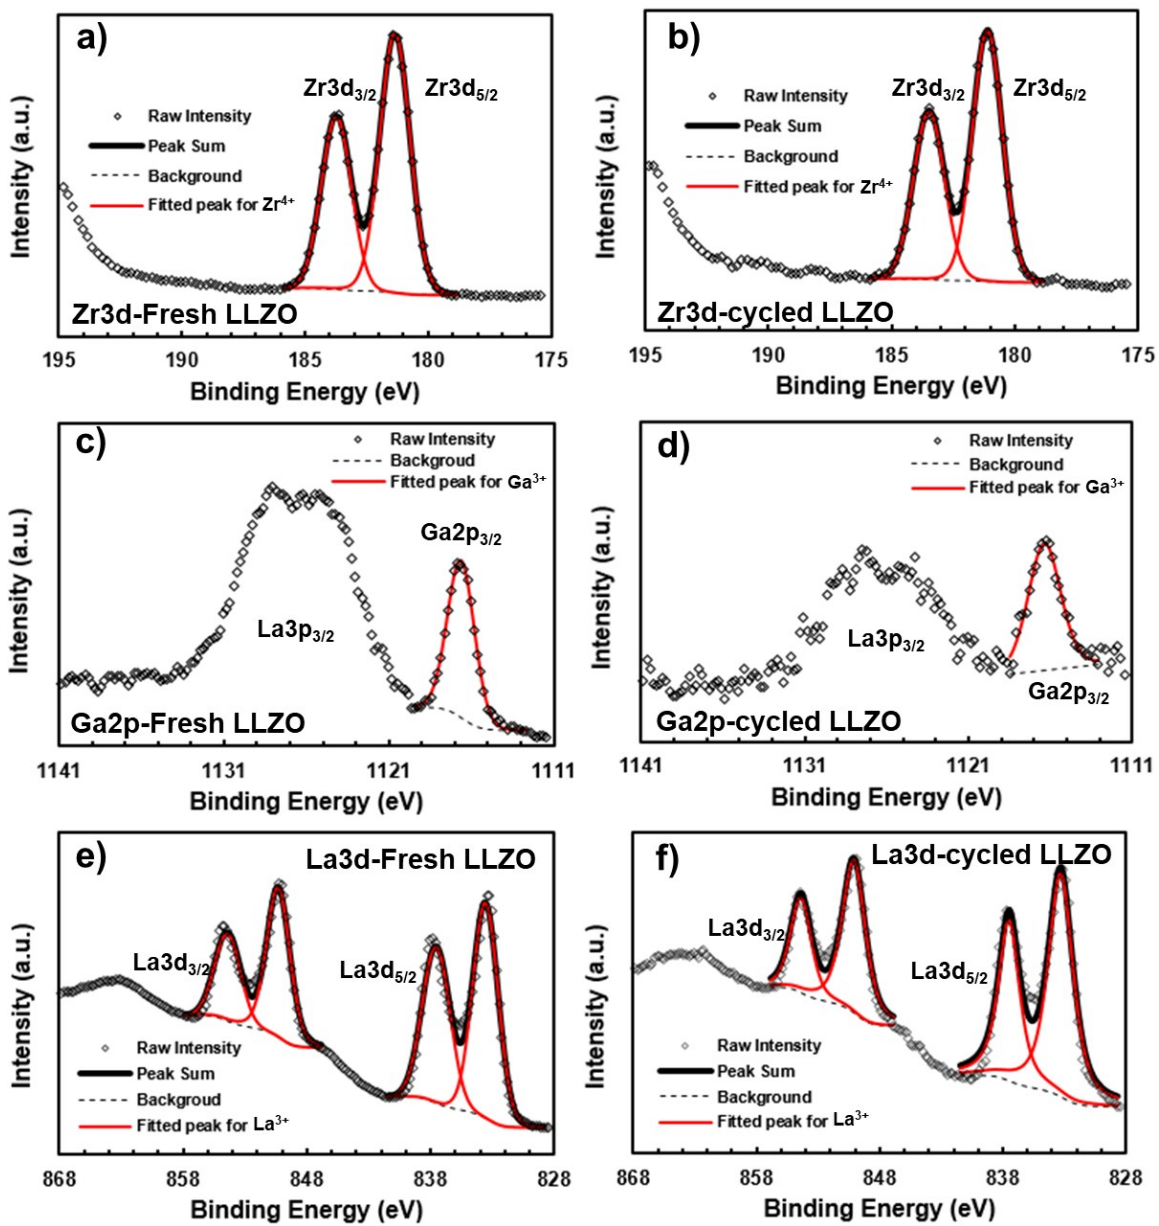 a)
Zr3d3/2
Zr3d5/2
Raw Intensity
Peak Sum
Background
Fitted peak for Zr4+
Zr3d-Fresh LLZO
Intensity (a.u.)
195 190 185 180 175
Binding Energy (eV)
b)
Zr3d3/2
Zr3d5/2
Raw Intensity
Peak Sum
Background
Fitted peak for Zr4+
Zr3d-cycled LLZO
Intensity (a.u.)
195 190 185 180 175
Binding Energy (eV)
c)
Raw Intensity
Backgroud
Fitted peak for Ga3+
Ga2p3/2
La3p3/2
Ga2p-Fresh LLZO
Intensity (a.u.)
1141 1131 1121 1111
Binding Energy (eV)
d)
Raw Intensity
Background
Fitted peak for Ga3+
La3p3/2
Ga2p3/2
Ga2p-cycled LLZO
Intensity (a.u.)
1141 1131 1121 1111
Binding Energy (eV)
e)
La3d-Fresh LLZO
La3d3/2
La3d5/2
Raw Intensity
Peak Sum
Backgroud
Fitted peak for La3+
Intensity (a.u.)
868 858 848 838 828
Binding Energy (eV)
f)
La3d-cycled LLZO
La3d3/2
La3d5/2
Raw Intensity
Peak Sum
Background
Fitted peak for La3+
Intensity (a.u.)
868 858 848 838 828
Binding Energy (eV)